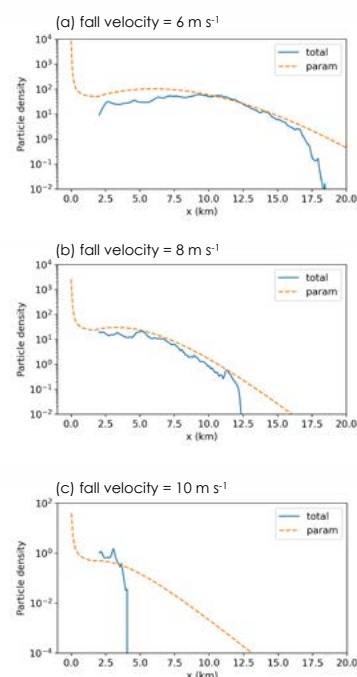 (a) fall velocity = 6 m s⁻¹
10⁴
10³
10²
10¹
10⁰
10⁻¹
10⁻²
Particle density
total
param
0.0 2.5 5.0 7.5 10.0 12.5 15.0 17.5 20.0
x (km)
(b) fall velocity = 8 m s⁻¹
10⁴
10³
10²
10¹
10⁰
10⁻¹
10⁻²
Particle density
total
param
0.0 2.5 5.0 7.5 10.0 12.5 15.0 17.5 20.0
x (km)
(c) fall velocity = 10 m s⁻¹
10²
10⁰
10⁻²
10⁻⁴
Particle density
total
param
0.0 2.5 5.0 7.5 10.0 12.5 15.0 17.5 20.0
x (km)